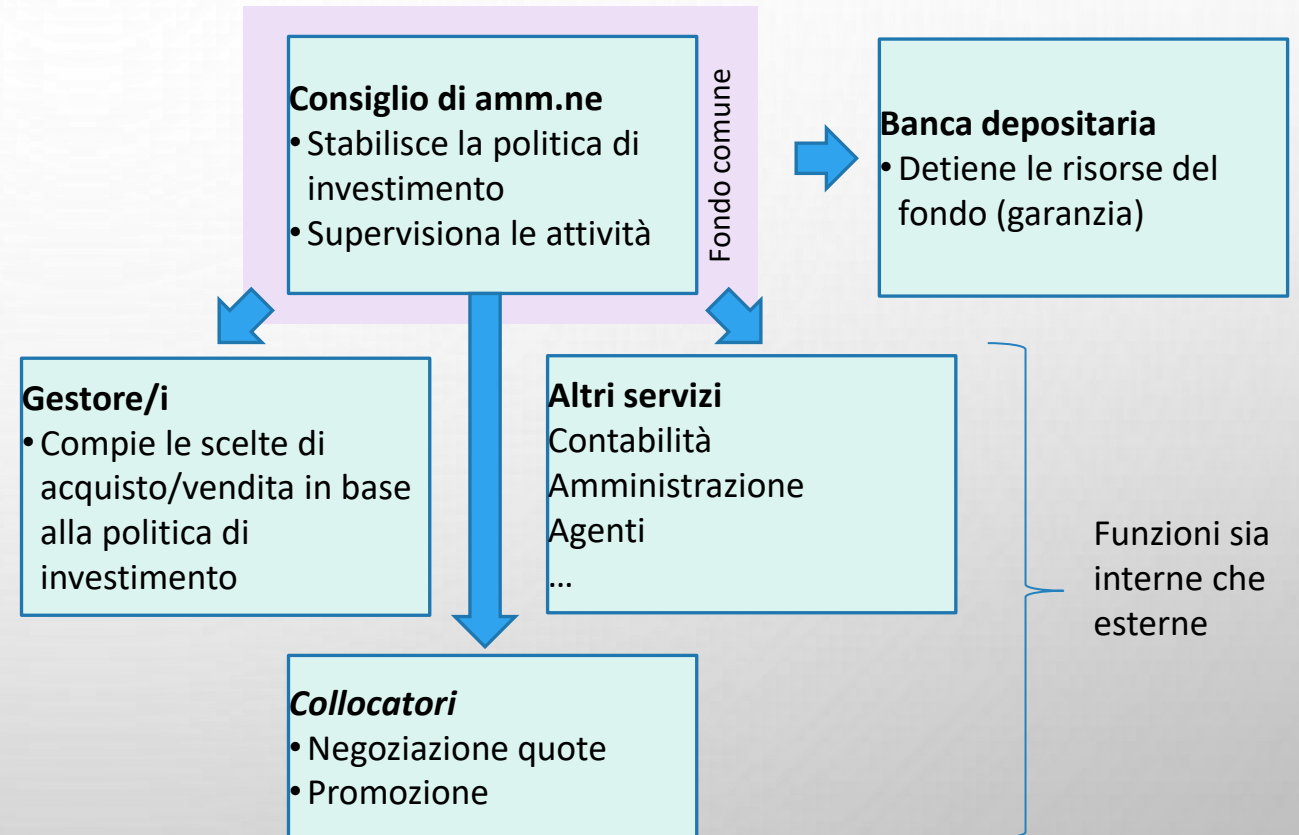 Consiglio di amm.ne
• Stabilisce la politica di
investimento
• Supervisiona le attività
Fondo comune
Banca depositaria
• Detiene le risorse del
fondo (garanzia)
Gestore/i
• Compie le scelte di
acquisto/vendita in base
alla politica di
investimento
Altri servizi
Contabilità
Amministrazione
Agenti
...
Funzioni sia
interne che
esterne
Collocatori
• Negoziazione quote
• Promozione